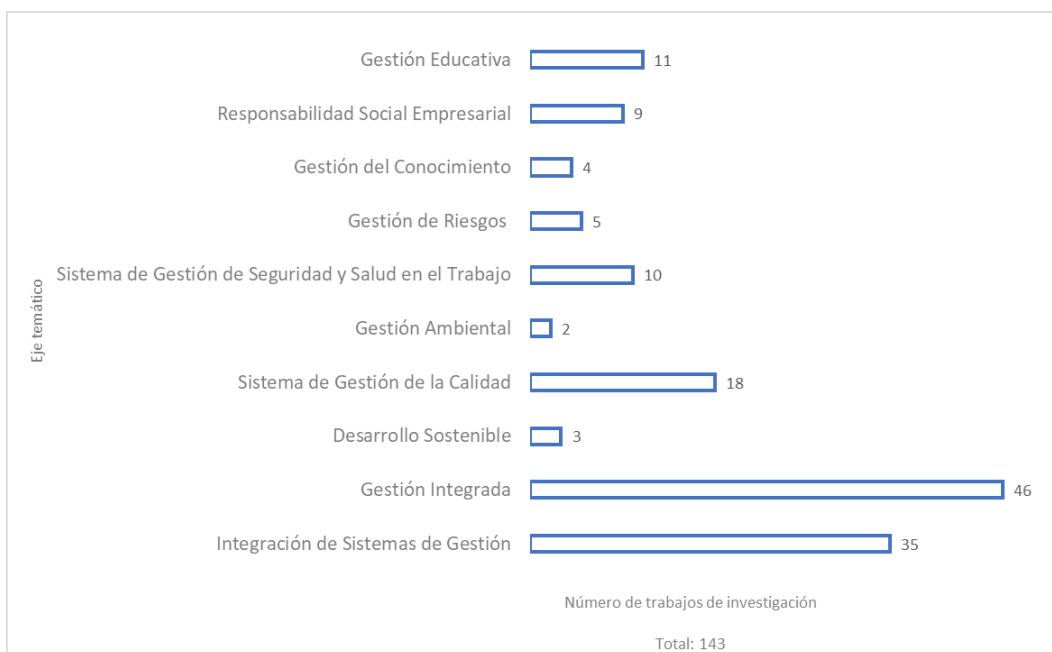 Gestión Educativa 11
Responsabilidad Social Empresarial 9
Gestión del Conocimiento 4
Gestión de Riesgos 5
Sistema de Gestión de Seguridad y Salud en el Trabajo 10
Gestión Ambiental 2
Sistema de Gestión de la Calidad 18
Desarrollo Sostenible 3
Gestión Integrada 46
Integración de Sistemas de Gestión 35
Eje temático
Número de trabajos de investigación
Total: 143